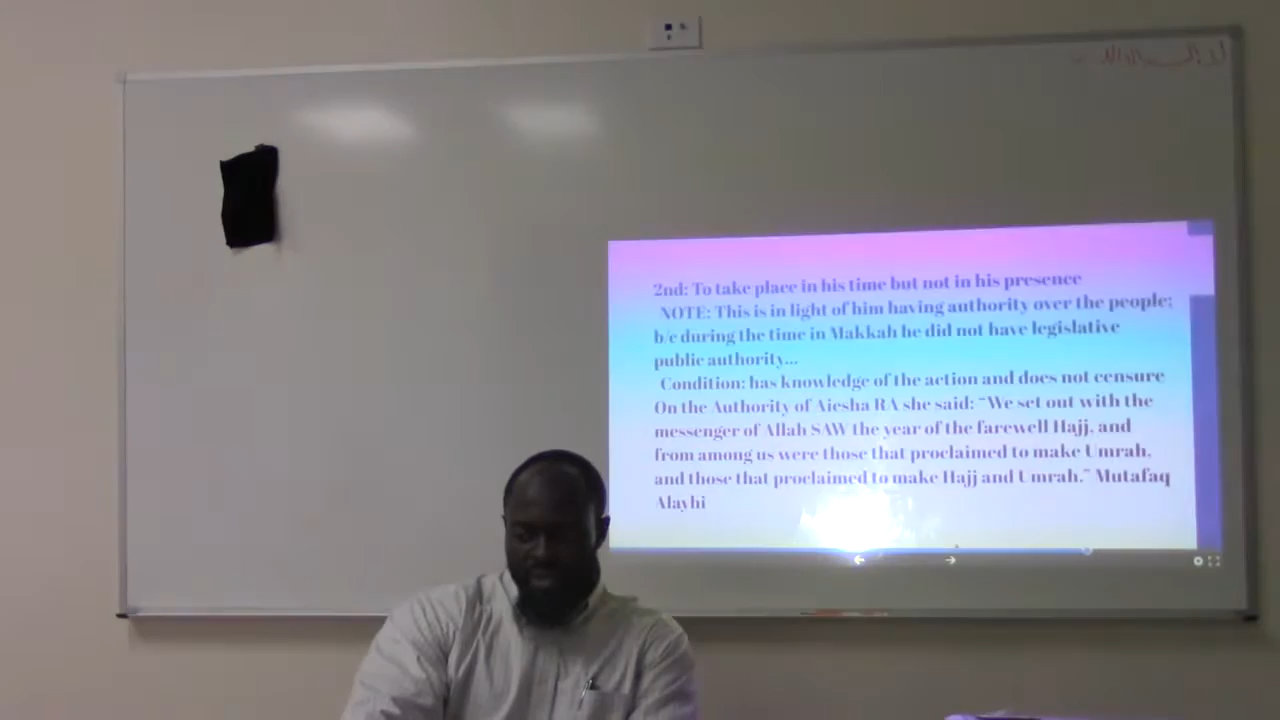 2nd: To take place in his time but not in his presence
NOTE: This is in light of him having authority over the people;
b/c during the time in Makkah he did not have legislative
public authority...
Condition: has knowledge of the action and does not censure
On the Authority of Aiesha RA she said: "We set out with the
messenger of Allah SAW the year of the farewell Hajj, and
from among us were those that proclaimed to make Umrah,
and those that proclaimed to make Hajj and Umrah." Mutafaq
Alayhi